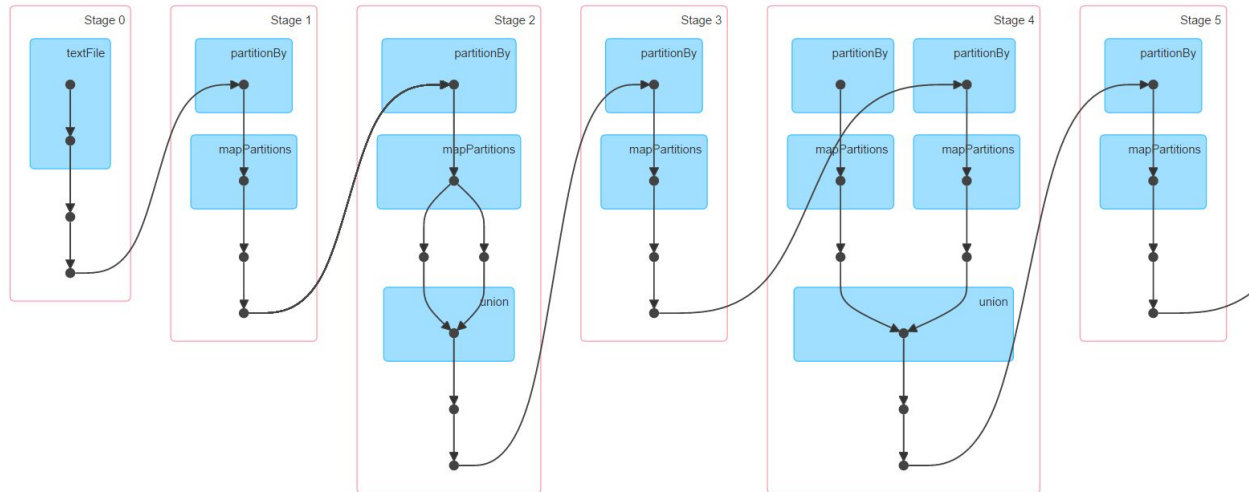 Stage 0
textFile
Stage 1
partitionBy
mapPartitions
Stage 2
partitionBy
mapPartitions
union
Stage 3
partitionBy
mapPartitions
Stage 4
partitionBy
partitionBy
mapPartitions
mapPartitions
union
Stage 5
partitionBy
mapPartitions